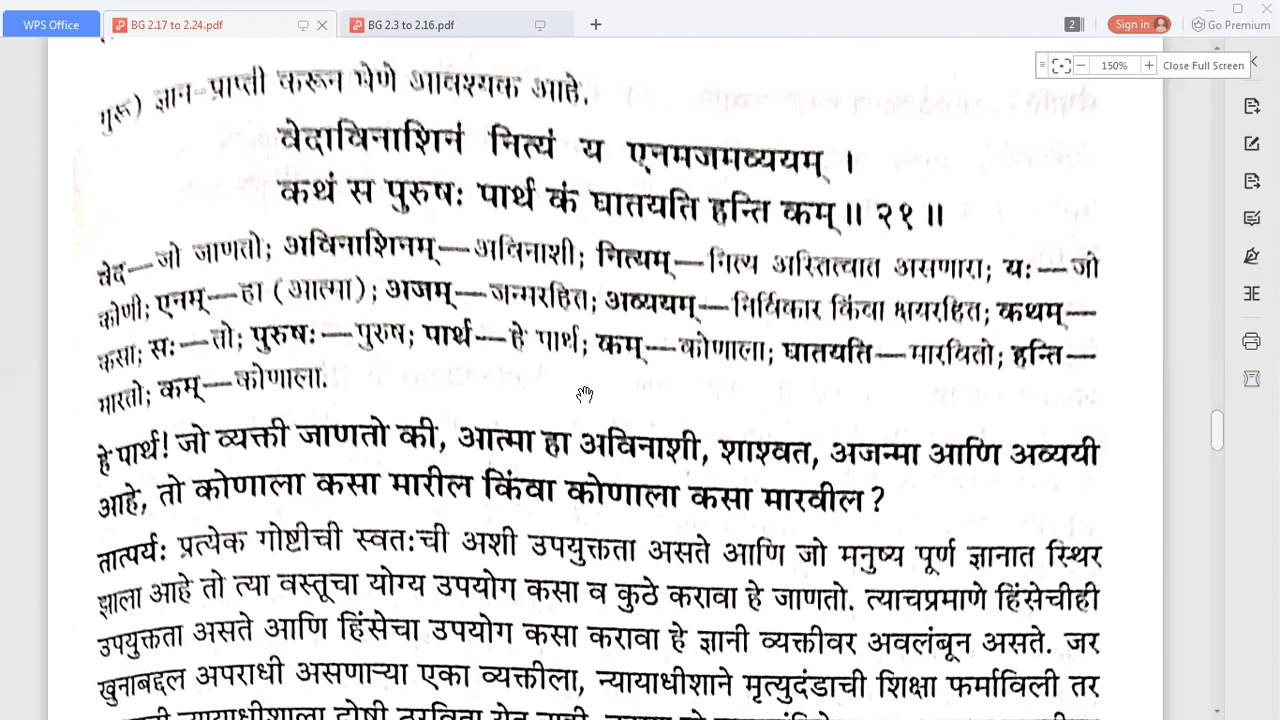 WPS Office
BG 2.17 to 2.24.pdf
BG 2.3 to 2.16.pdf
2
Sign in
Go Premium
150%
Close Full Screen
गुरू) ज्ञान-प्राप्ती करून घेणे आवश्यक आहे.
वेदाविनाशिनं नित्यं य एनमजमव्ययम् ।
कथं स पुरुषः पार्थ कं घातयति हन्ति कम् ॥ २१ ॥
वेद—जो जाणतो; अविनाशिनम्—अविनाशी; नित्यम्—नित्य अस्तित्वात असणारा; यः—जो
कोणी; एनम्—हा (आत्मा); अजम्—जन्मरहित; अव्ययम्—निर्विकार किंवा क्षयरहित; कथम्—
कसा; सः—तो; पुरुषः—पुरुष; पार्थ—हे पार्थ; कम्—कोणाला; घातयति—मारवितो; हन्ति—
मारतो; कम्—कोणाला.
हे पार्थ! जो व्यक्ती जाणतो की, आत्मा हा अविनाशी, शाश्वत, अजन्मा आणि अव्ययी
आहे, तो कोणाला कसा मारील किंवा कोणाला कसा मारवील?
तात्पर्य: प्रत्येक गोष्टीची स्वत:ची अशी उपयुक्तता असते आणि जो मनुष्य पूर्ण ज्ञानात स्थिर
झाला आहे तो त्या वस्तूचा योग्य उपयोग कसा व कुठे करावा हे जाणतो. त्याचप्रमाणे हिंसेचीही
उपयुक्तता असते आणि हिंसेचा उपयोग कसा करावा हे ज्ञानी व्यक्तीवर अवलंबून असते. जर
खुनाबद्दल अपराधी असणाऱ्या एका व्यक्तीला, न्यायाधीशाने मृत्युदंडाची शिक्षा फर्माविली तर